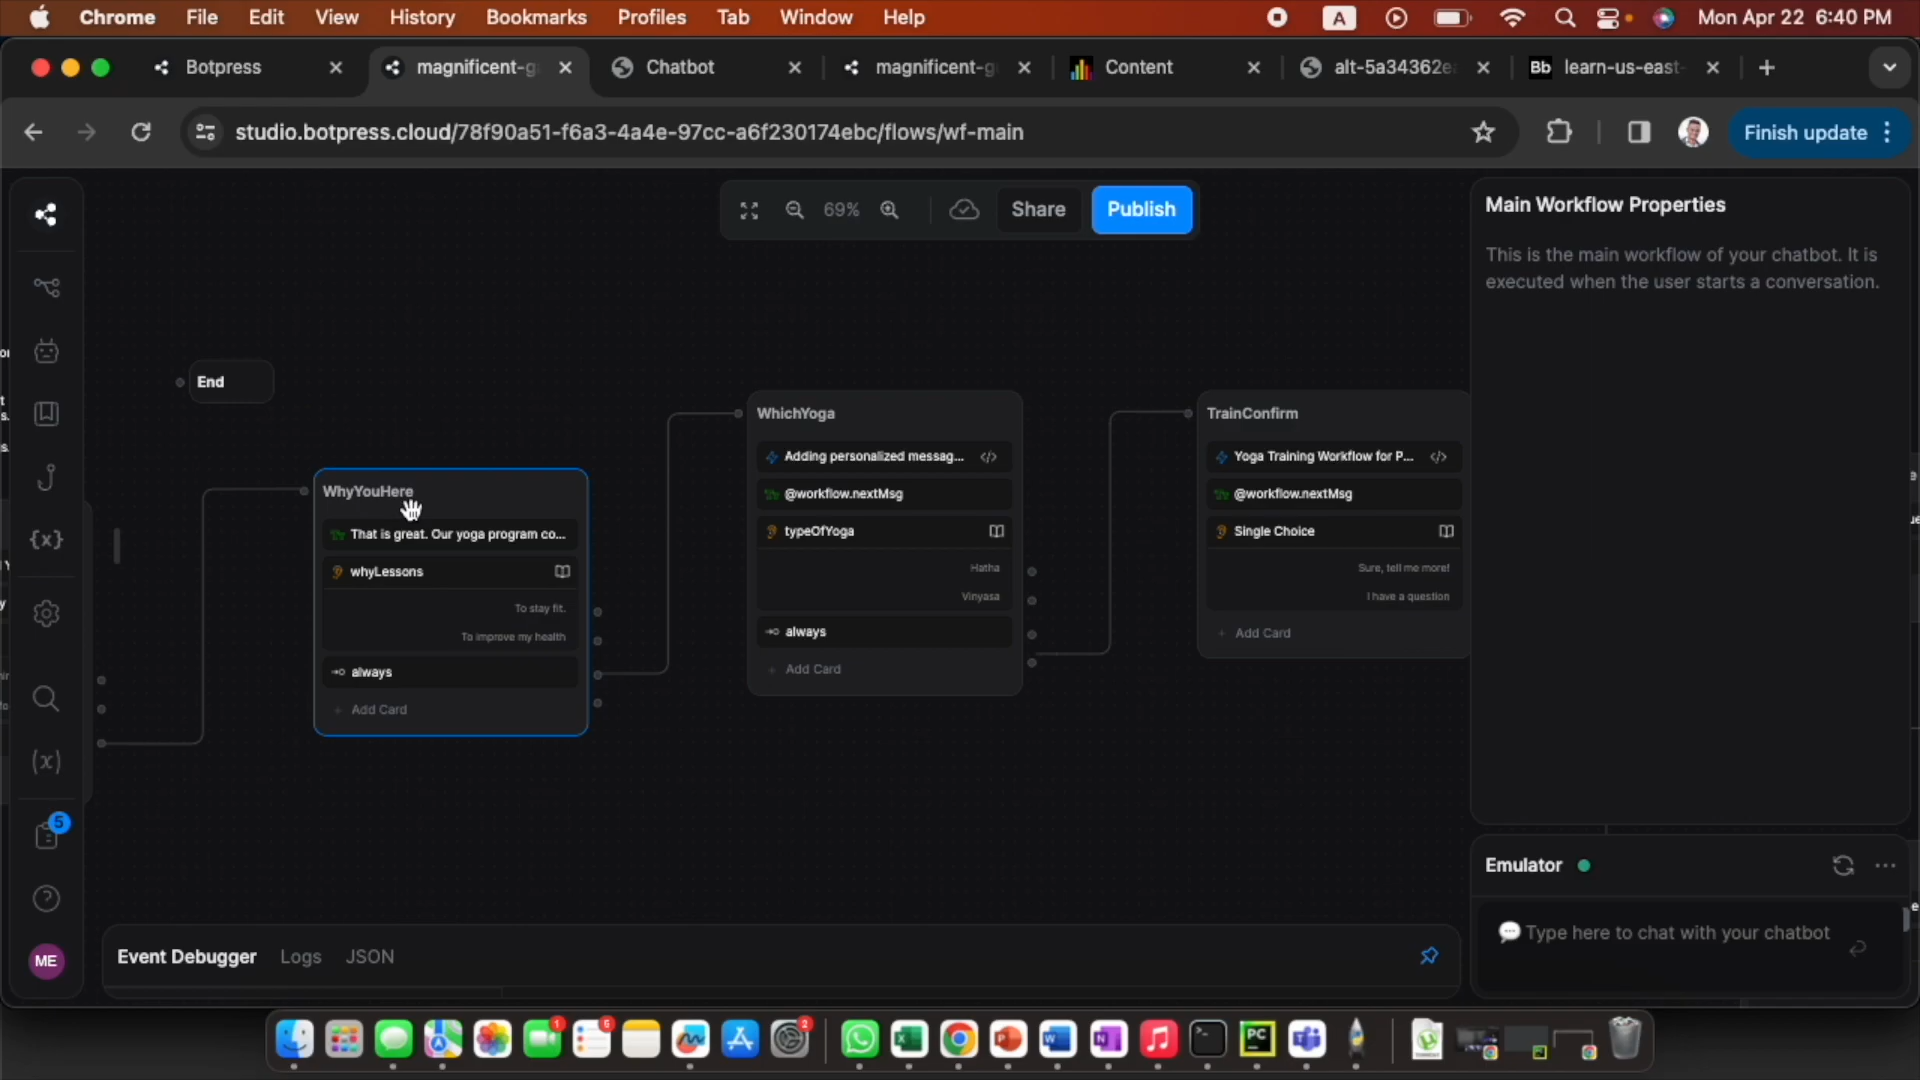 Chrome File Edit View History Bookmarks Profiles Tab Window Help A Mon Apr 22 6:40 PM
Botpress magnificent-g Chatbot magnificent-g Content alt-5a34362e Bb learn-us-east-
studio.botpress.cloud/78f90a51-f6a3-4a4e-97cc-a6f230174ebc/flows/wf-main Finish update
69% Share Publish
Main Workflow Properties
This is the main workflow of your chatbot. It is
executed when the user starts a conversation.
End
WhyYouHere
That is great. Our yoga program co...
whyLessons
To stay fit.
To improve my health
always
+ Add Card
WhichYoga
Adding personalized messag...
@workflow.nextMsg
typeOfYoga
Hatha
Vinyasa
always
+ Add Card
TrainConfirm
Yoga Training Workflow for P...
@workflow.nextMsg
Single Choice
Sure, tell me more!
I have a question
+ Add Card
{x}
(x)
5
ME
Emulator
Type here to chat with your chatbot
Event Debugger Logs JSON
1
5
2
PC